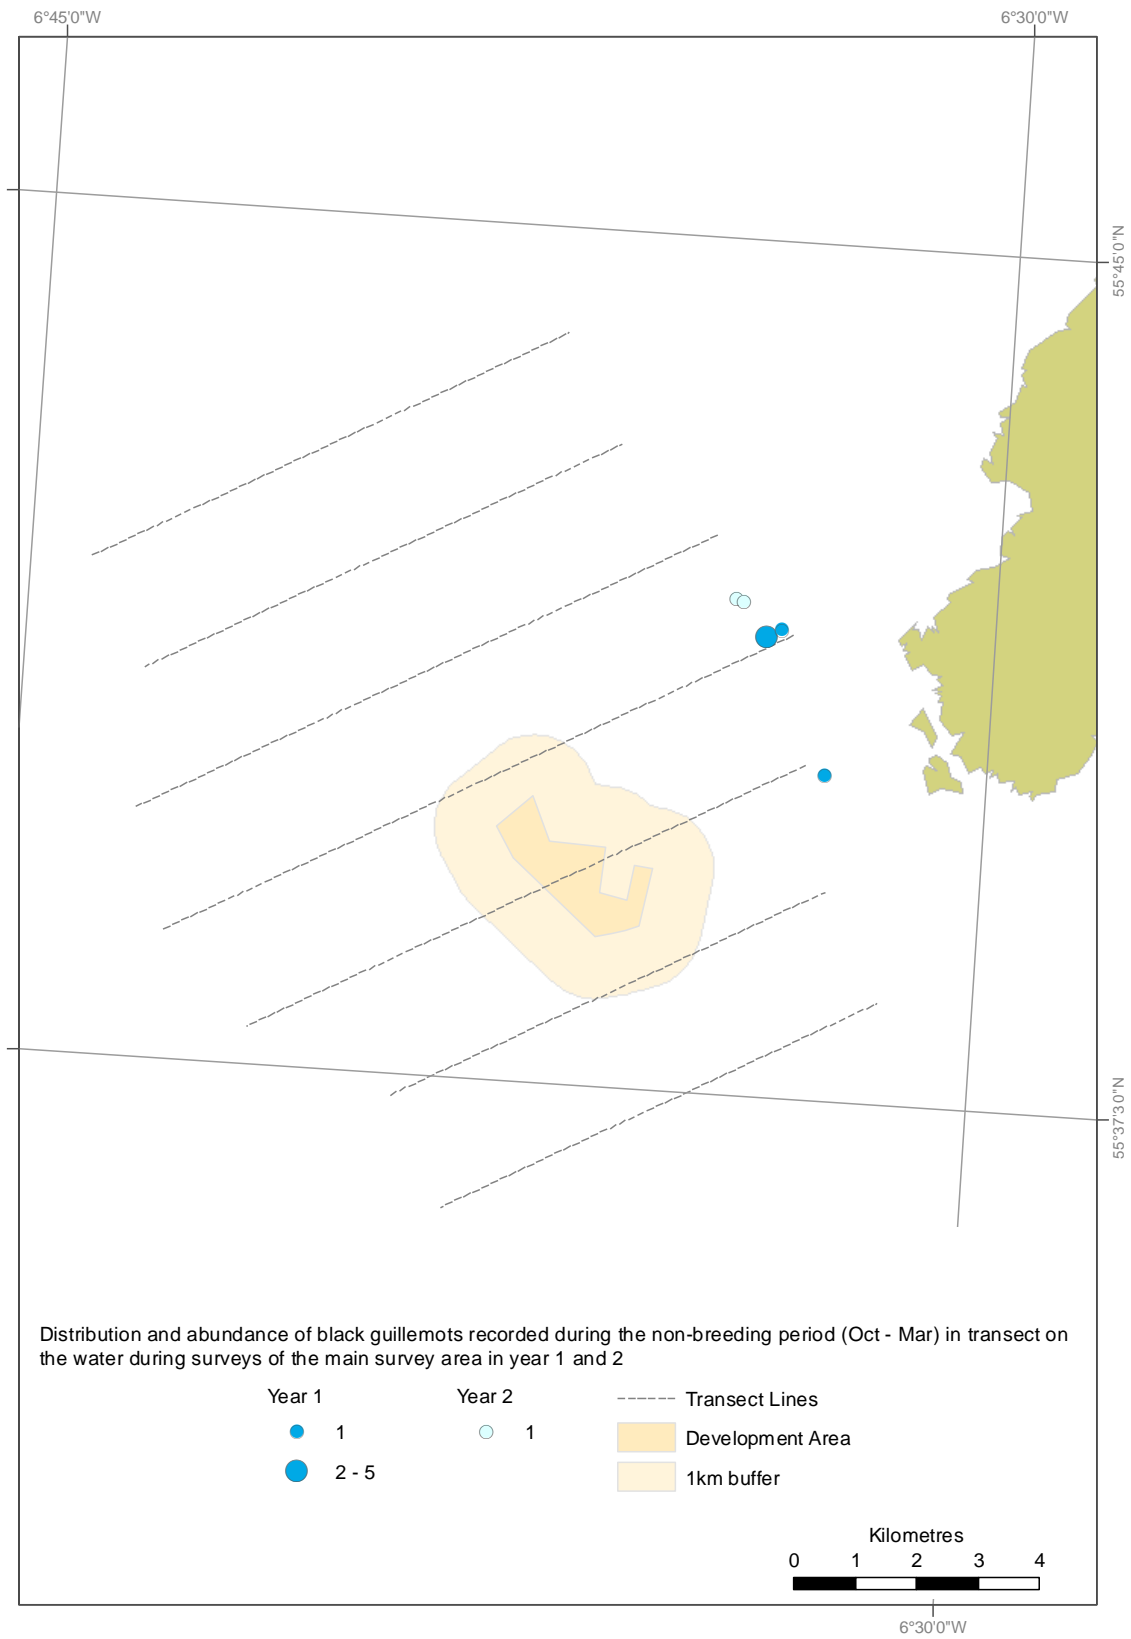 6°45'0"W
6°30'0"W
55°45'0"N
55°37'30"N
Distribution and abundance of black guillemots recorded during the non-breeding period (Oct - Mar) in transect on
the water during surveys of the main survey area in year 1 and 2
Year 1
Year 2
1
2 - 5
1
Transect Lines
Development Area
1km buffer
Kilometres
0 1 2 3 4
6°30'0"W